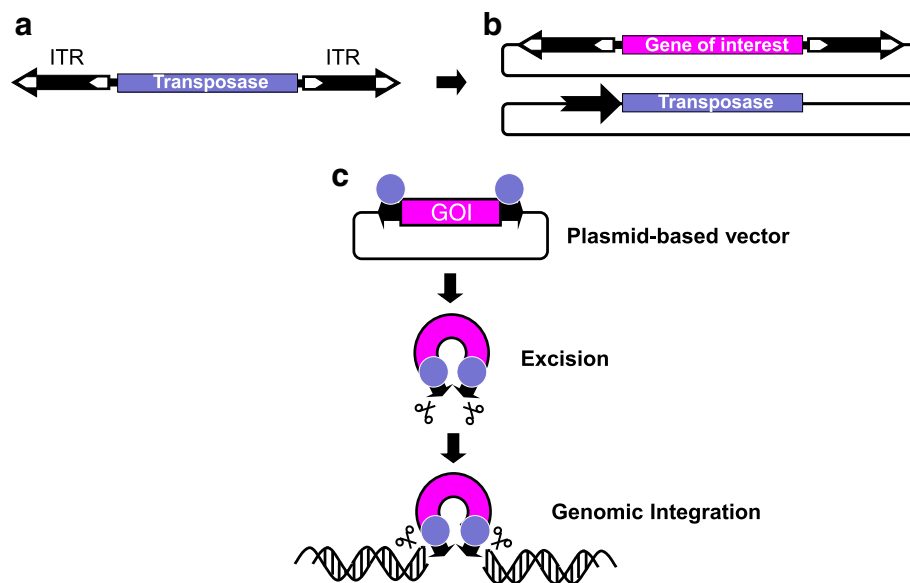 a
ITR
ITR
Transposase
b
Gene of interest
Transposase
c
GOI
Plasmid-based vector
Excision
Genomic Integration